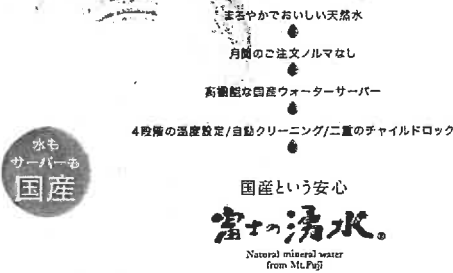 まろやかでおいしい天然水
月間のご注文ノルマなし
高機能な国産ウォーターサーバー
4段階の温度設定/自動クリーニング/二重のチャイルドロック
水も
サーバーも
国産
国産という安心
富士の湧水®
Natural mineral water
from Mt.Fuji